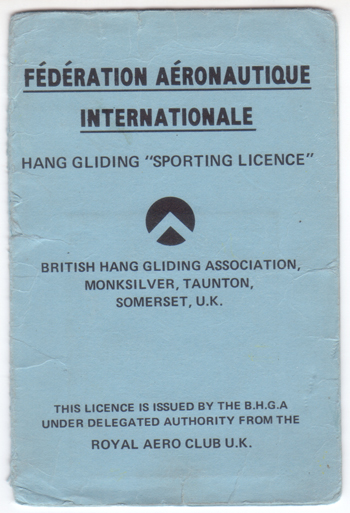 FÉDÉRATION AÉRONAUTIQUE
INTERNATIONALE
HANG GLIDING "SPORTING LICENCE"
BRITISH HANG GLIDING ASSOCIATION,
MONKSILVER, TAUNTON,
SOMERSET, U.K.
THIS LICENCE IS ISSUED BY THE B.H.G.A
UNDER DELEGATED AUTHORITY FROM THE
ROYAL AERO CLUB U.K.